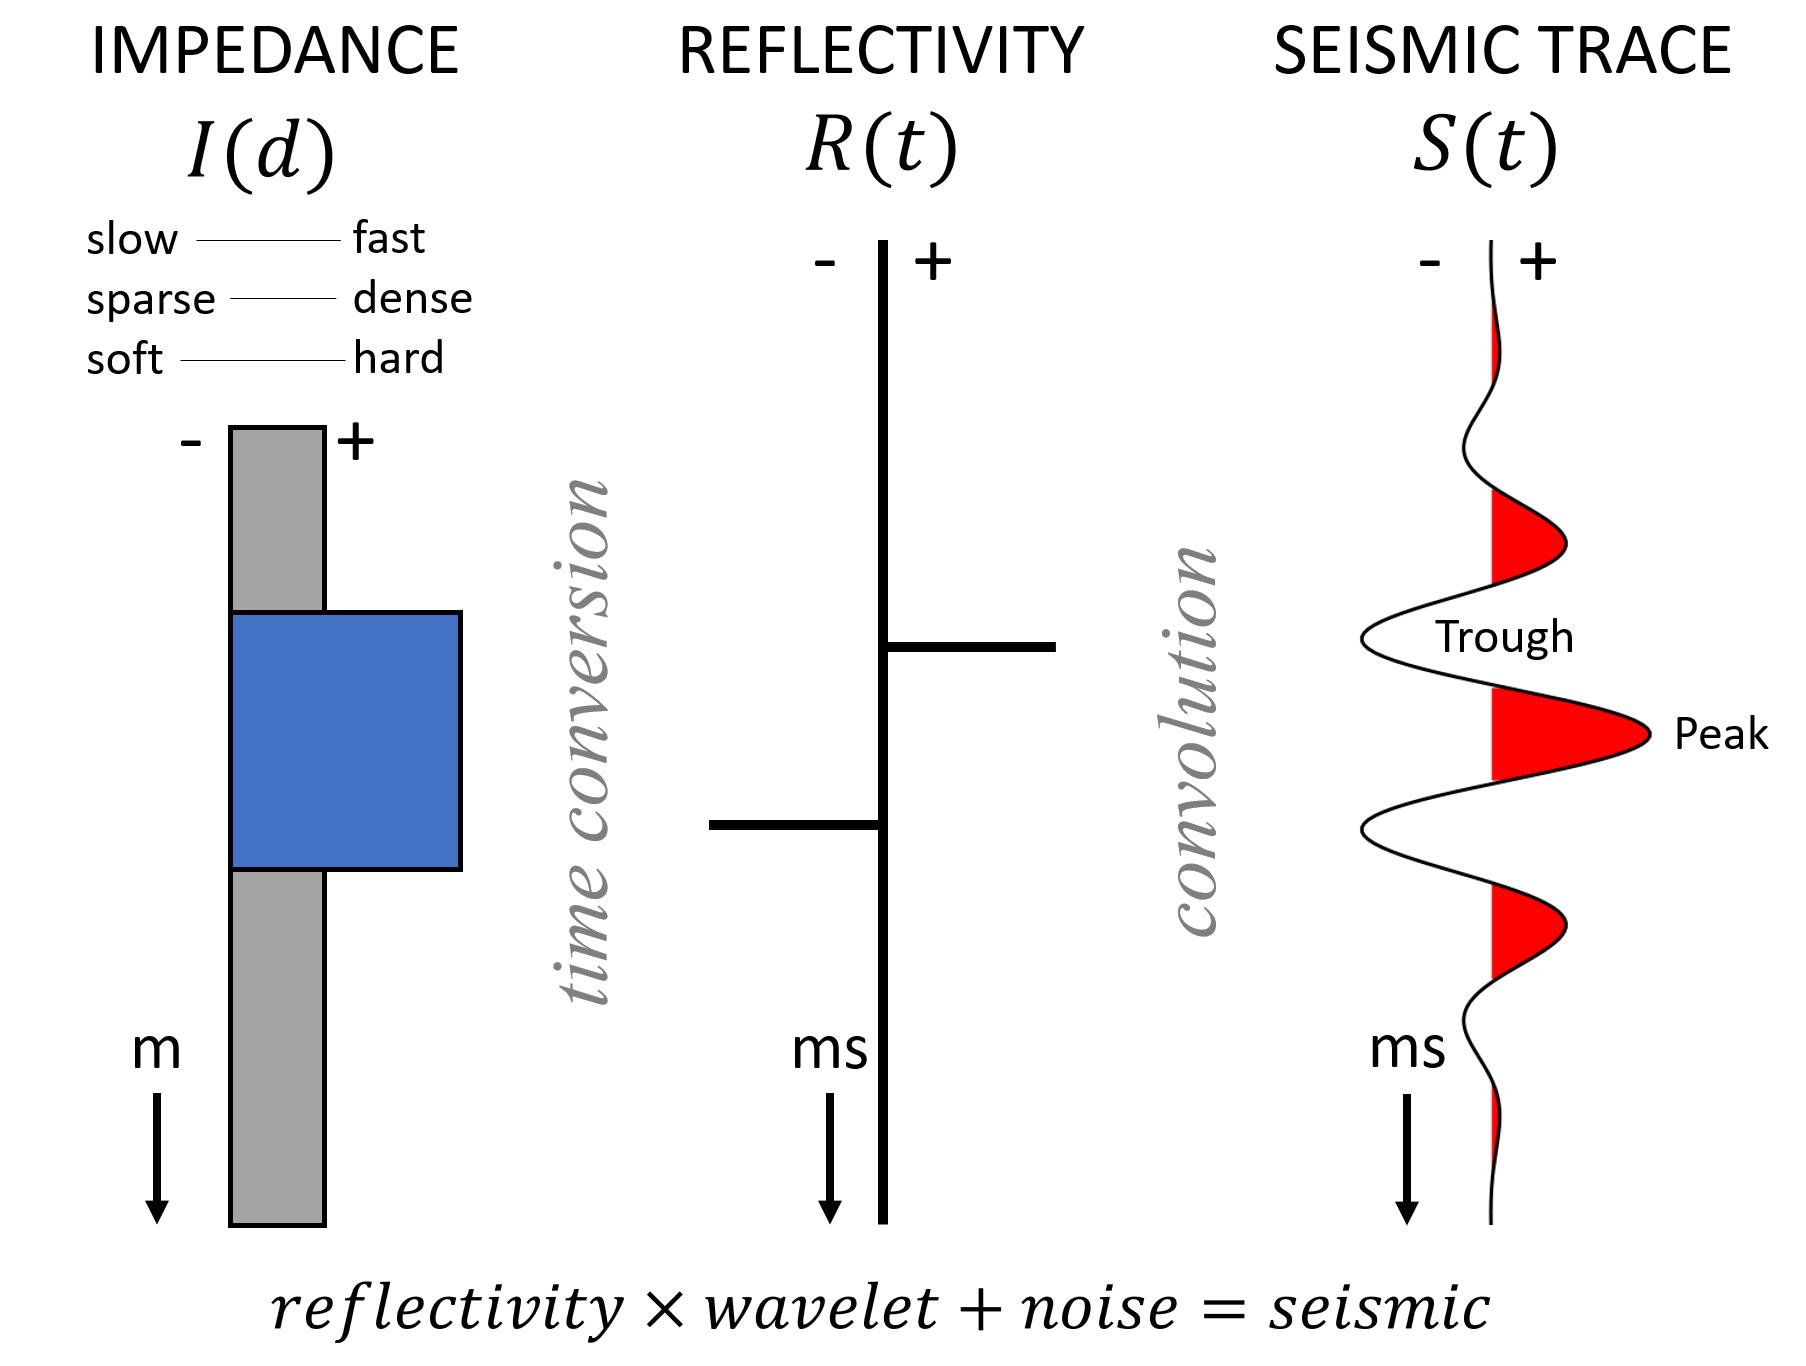 IMPEDANCE
I(d)
slow fast
sparse dense
soft hard
- +
m
time conversion
REFLECTIVITY
R(t)
- +
ms
convolution
SEISMIC TRACE
S(t)
- +
Trough
Peak
ms
reflectivity × wavelet + noise = seismic